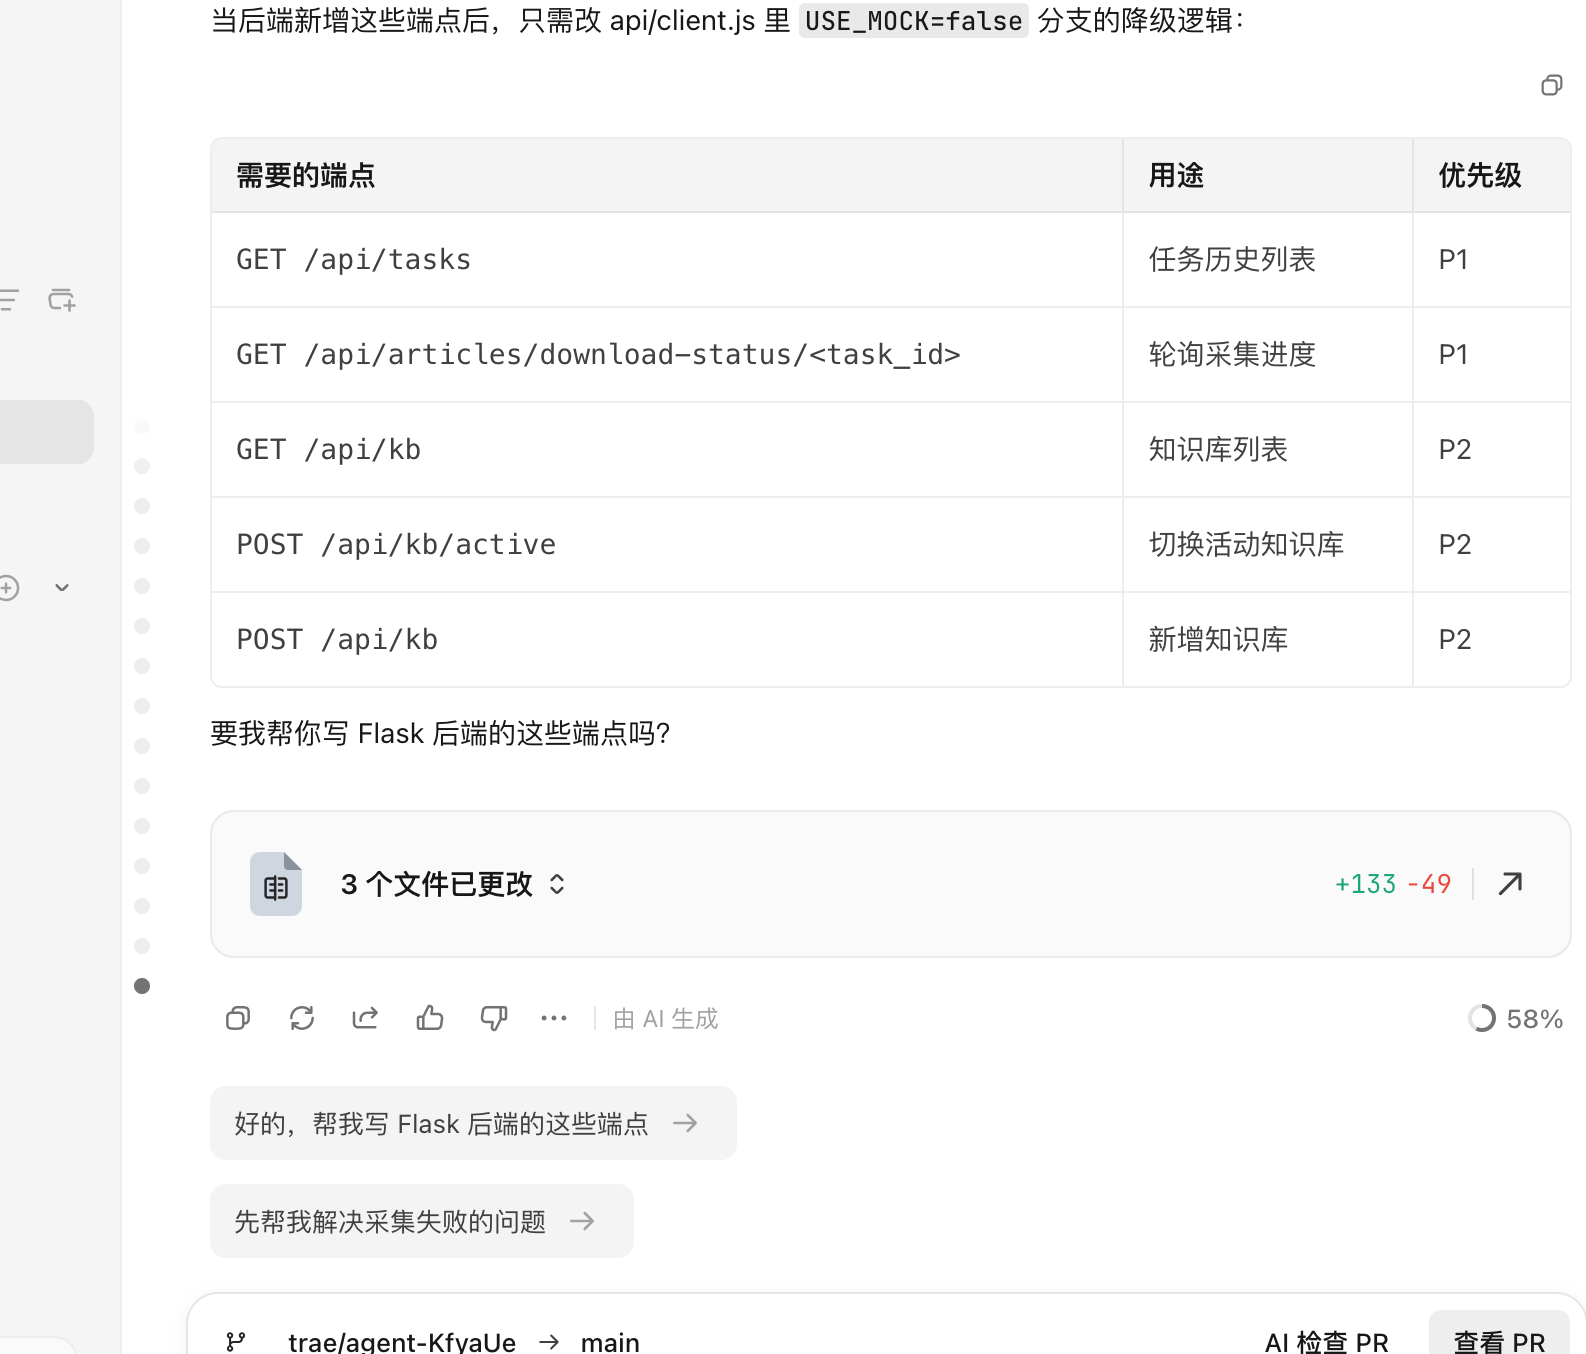 当后端新增这些端点后，只需改 api/client.js 里 USE_MOCK=false 分支的降级逻辑：
需要的端点 用途 优先级
GET /api/tasks 任务历史列表 P1
GET /api/articles/download-status/<task_id> 轮询采集进度 P1
GET /api/kb 知识库列表 P2
POST /api/kb/active 切换活动知识库 P2
POST /api/kb 新增知识库 P2
要我帮你写 Flask 后端的这些端点吗？
3 个文件已更改 +133 -49
由 AI 生成 58%
好的，帮我写 Flask 后端的这些端点 →
先帮我解决采集失败的问题 →
trae/agent-KfyaUe → main AI 检查 PR 查看 PR